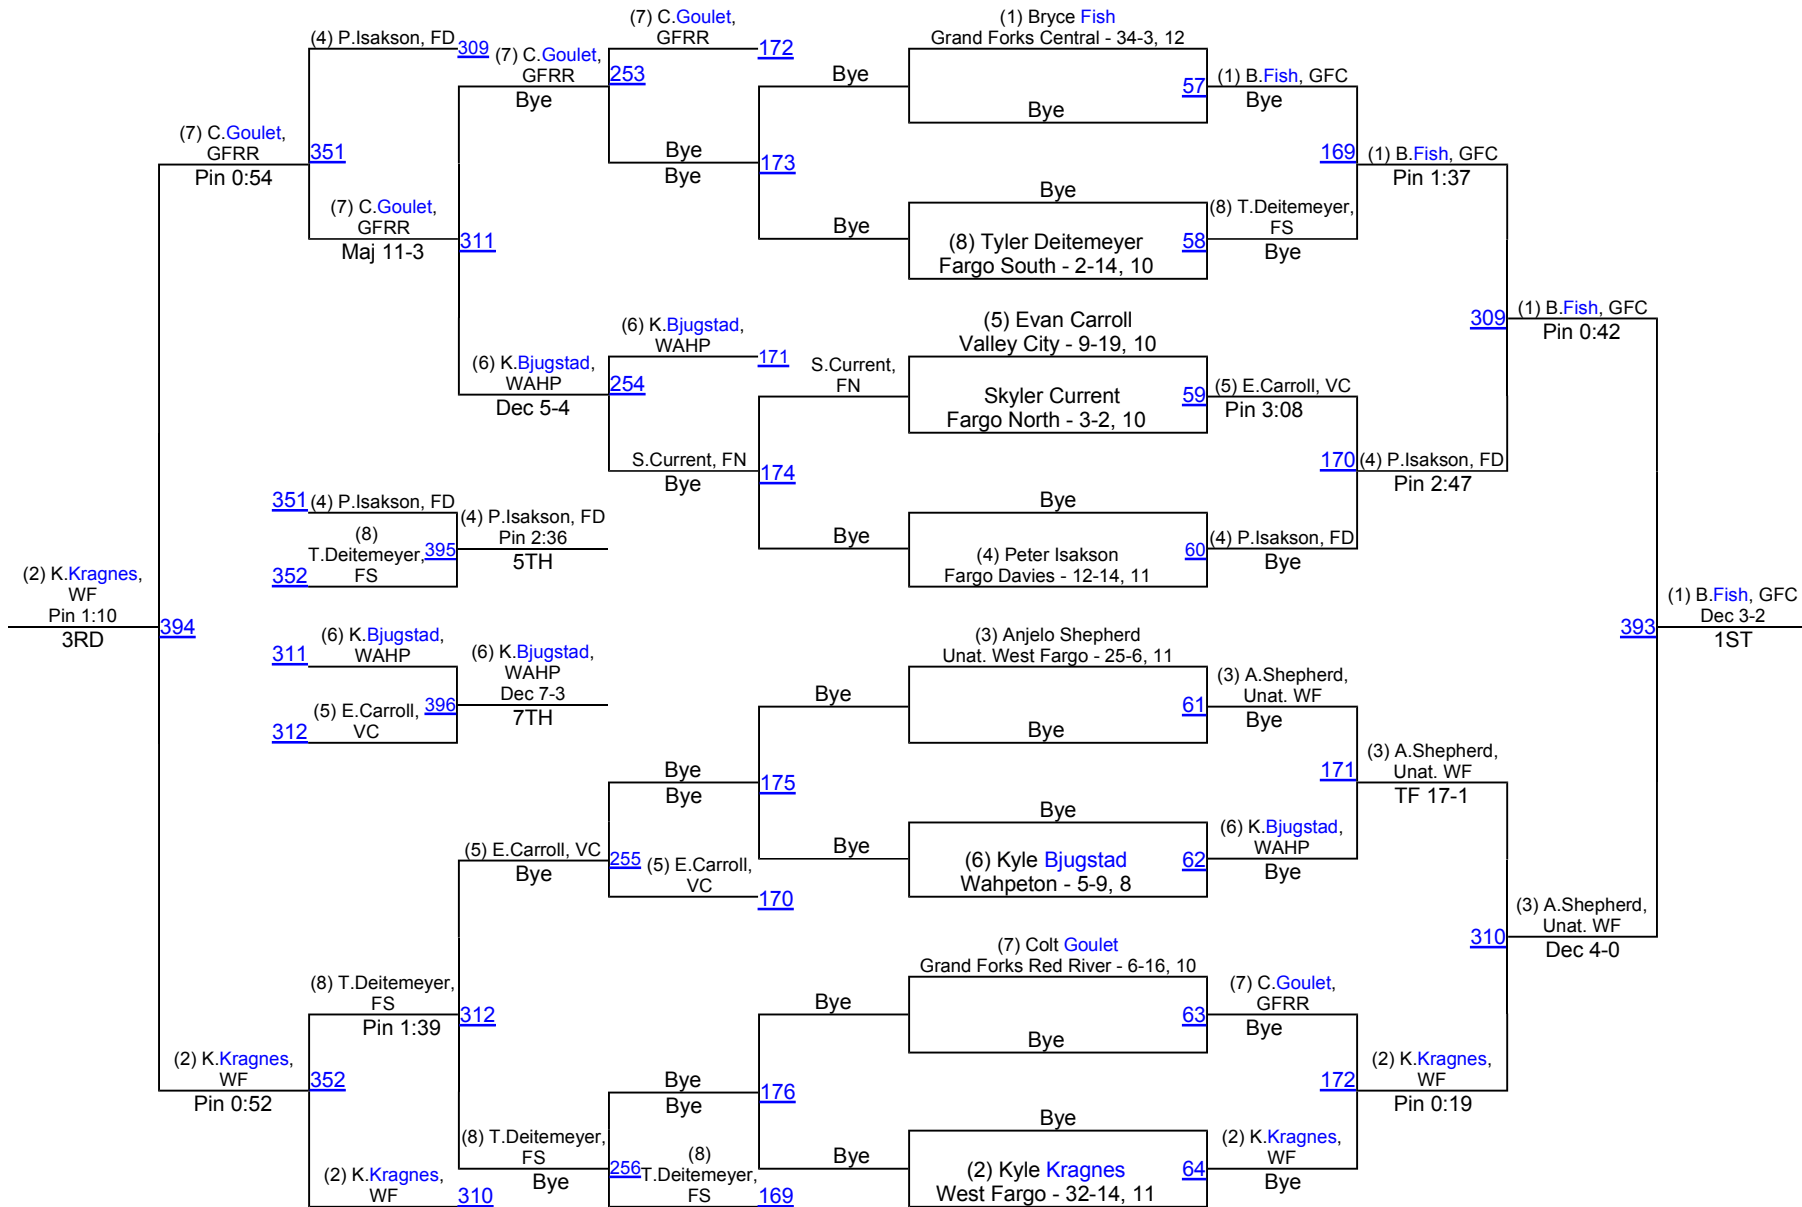 (4) P.Isakson, FD
309
(7) C.Goulet,
GFRR
Bye
253
(7) C.Goulet,
GFRR
172
(1) Bryce Fish
Grand Forks Central - 34-3, 12
Bye
57
(1) B.Fish, GFC
Bye
Bye
(7) C.Goulet,
GFRR
Pin 0:54
351
Bye
Bye
173
169
(1) B.Fish, GFC
Pin 1:37
(7) C.Goulet,
GFRR
Maj 11-3
311
Bye
Bye
(8) Tyler Deitemeyer
Fargo South - 2-14, 10
58
(8) T.Deitemeyer,
FS
Bye
309
(1) B.Fish, GFC
Pin 0:42
(6) K.Bjugstad,
WAHP
171
(6) K.Bjugstad,
WAHP
Dec 5-4
254
S.Current,
FN
(5) Evan Carroll
Valley City - 9-19, 10
Skyler Current
Fargo North - 3-2, 10
59
(5) E.Carroll, VC
Pin 3:08
S.Current, FN
Bye
174
170
(4) P.Isakson, FD
Pin 2:47
351
(4) P.Isakson, FD
(8)
T.Deitemeyer,
FS
352
395
(4) P.Isakson, FD
Pin 2:36
5TH
Bye
Bye
(4) Peter Isakson
Fargo Davies - 12-14, 11
60
(4) P.Isakson, FD
Bye
(2) K.Kragnes,
WF
Pin 1:10
3RD
394
393
(1) B.Fish, GFC
Dec 3-2
1ST
311
(6) K.Bjugstad,
WAHP
(5) E.Carroll,
VC
312
396
(6) K.Bjugstad,
WAHP
Dec 7-3
7TH
Bye
(3) Anjelo Shepherd
Unat. West Fargo - 25-6, 11
Bye
61
(3) A.Shepherd,
Unat. WF
Bye
Bye
Bye
175
171
(3) A.Shepherd,
Unat. WF
TF 17-1
(5) E.Carroll, VC
Bye
255
(5) E.Carroll,
VC
170
Bye
Bye
(6) Kyle Bjugstad
Wahpeton - 5-9, 8
62
(6) K.Bjugstad,
WAHP
Bye
310
(3) A.Shepherd,
Unat. WF
Dec 4-0
(8) T.Deitemeyer,
FS
Pin 1:39
312
Bye
(7) Colt Goulet
Grand Forks Red River - 6-16, 10
Bye
63
(7) C.Goulet,
GFRR
Bye
(2) K.Kragnes,
WF
Pin 0:52
352
Bye
Bye
176
172
(2) K.Kragnes,
WF
Pin 0:19
(2) K.Kragnes,
WF
310
(8) T.Deitemeyer,
FS
Bye
256
(8)
T.Deitemeyer,
FS
169
Bye
Bye
(2) Kyle Kragnes
West Fargo - 32-14, 11
64
(2) K.Kragnes,
WF
Bye